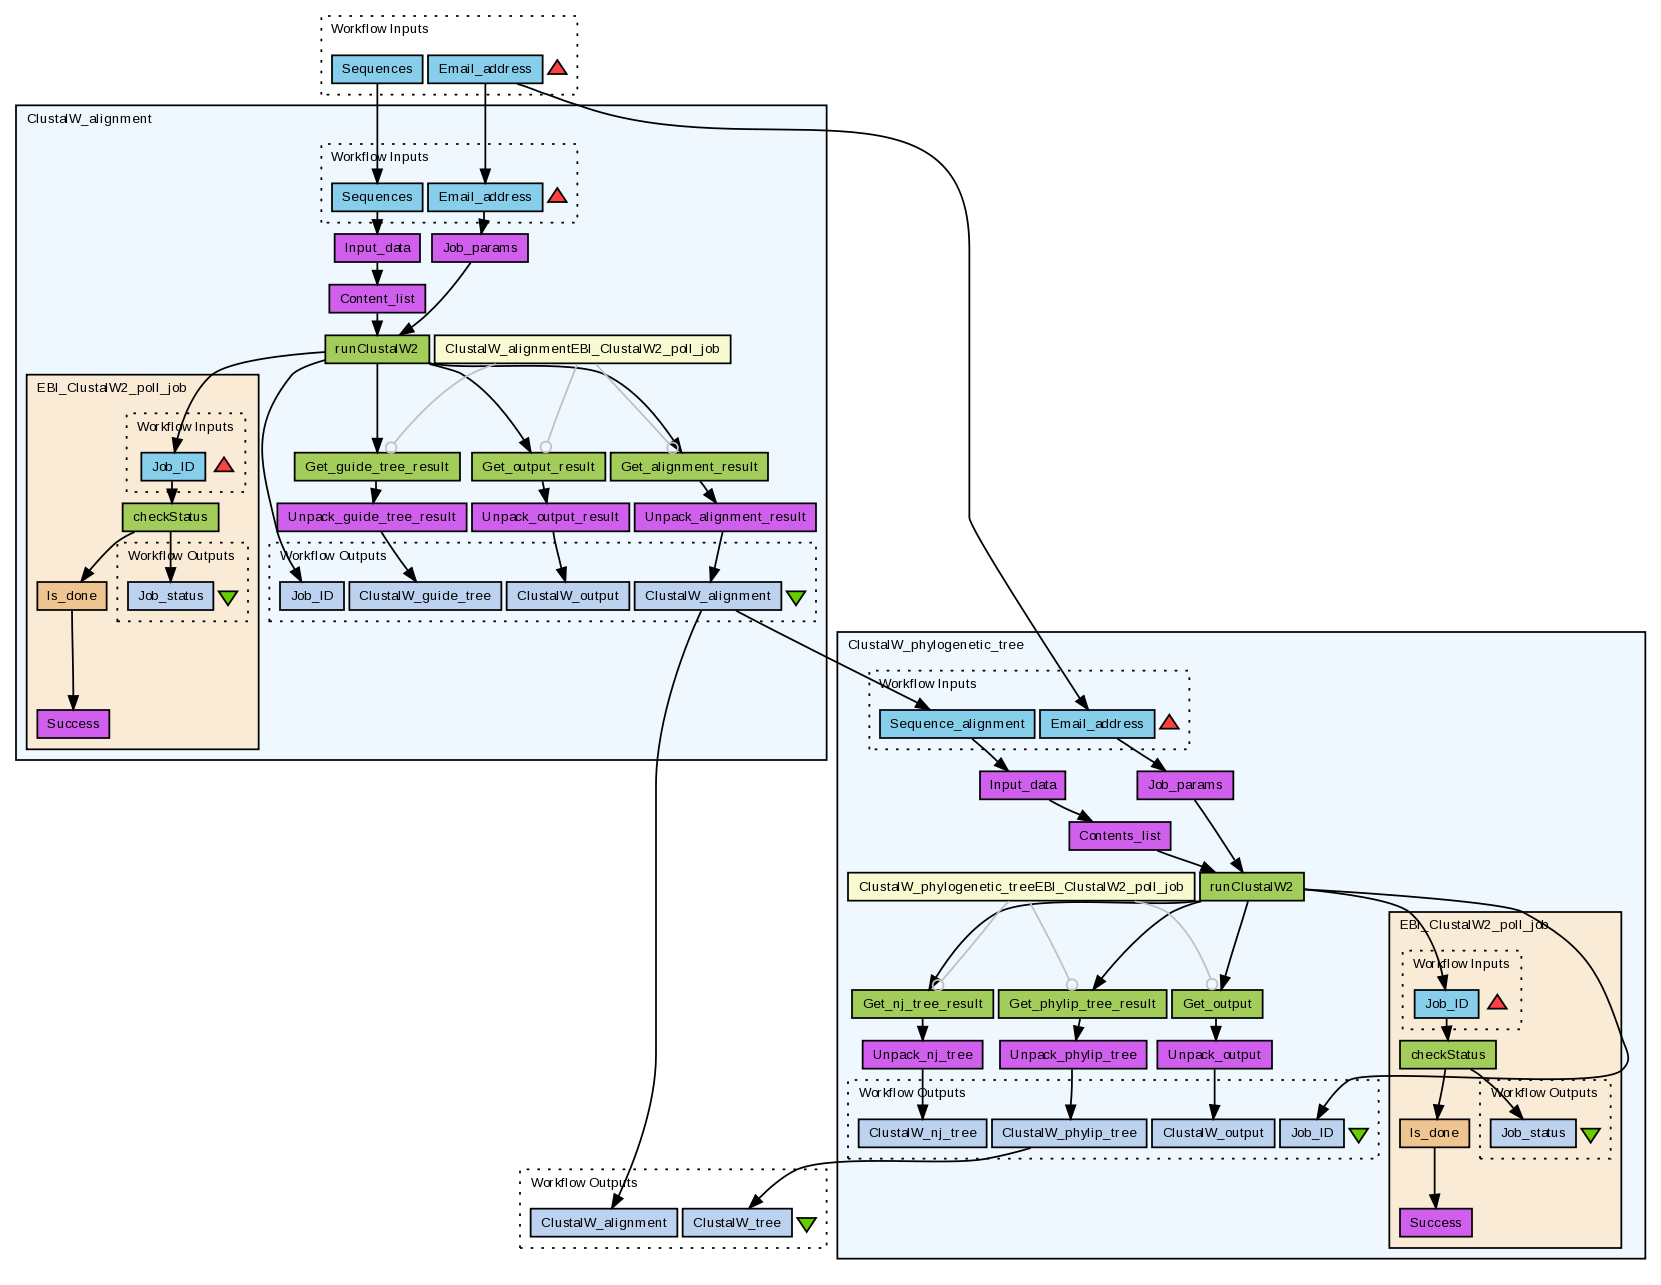 Workflow Inputs
Sequences
Email_address
ClustalW_alignment
Workflow Inputs
Sequences
Email_address
Input_data
Job_params
Content_list
runClustalW2
ClustalW_alignmentEBI_ClustalW2_poll_job
EBI_ClustalW2_poll_job
Workflow Inputs
Job_ID
checkStatus
Workflow Outputs
Is_done
Job_status
Success
Get_guide_tree_result
Get_output_result
Get_alignment_result
Unpack_guide_tree_result
Unpack_output_result
Unpack_alignment_result
Workflow Outputs
Job_ID
ClustalW_guide_tree
ClustalW_output
ClustalW_alignment
ClustalW_phylogenetic_tree
Workflow Inputs
Sequence_alignment
Email_address
Input_data
Job_params
Contents_list
ClustalW_phylogenetic_treeEBI_ClustalW2_poll_job
runClustalW2
Get_nj_tree_result
Get_phylip_tree_result
Get_output
Unpack_nj_tree
Unpack_phylip_tree
Unpack_output
Workflow Outputs
ClustalW_nj_tree
ClustalW_phylip_tree
ClustalW_output
Job_ID
EBI_ClustalW2_poll_job
Workflow Inputs
Job_ID
checkStatus
Workflow Outputs
Is_done
Job_status
Success
Workflow Outputs
ClustalW_alignment
ClustalW_tree